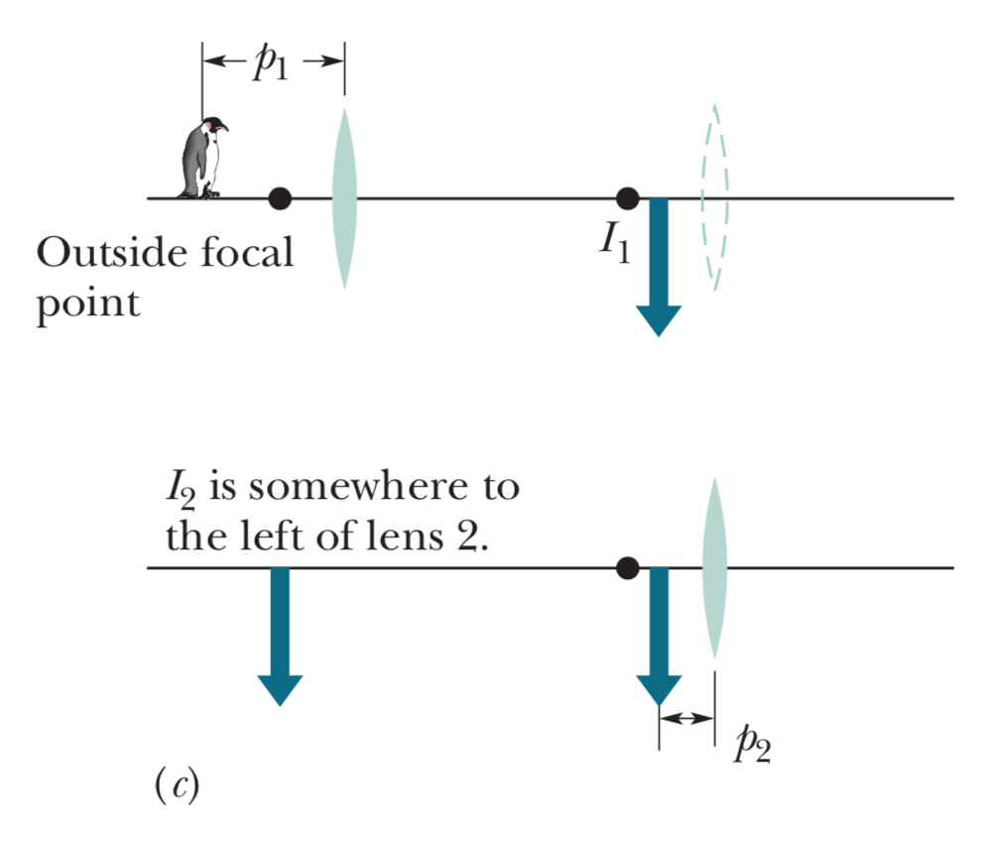 p₁
Outside focal
point
I₁
I₂ is somewhere to
the left of lens 2.
p₂
(c)